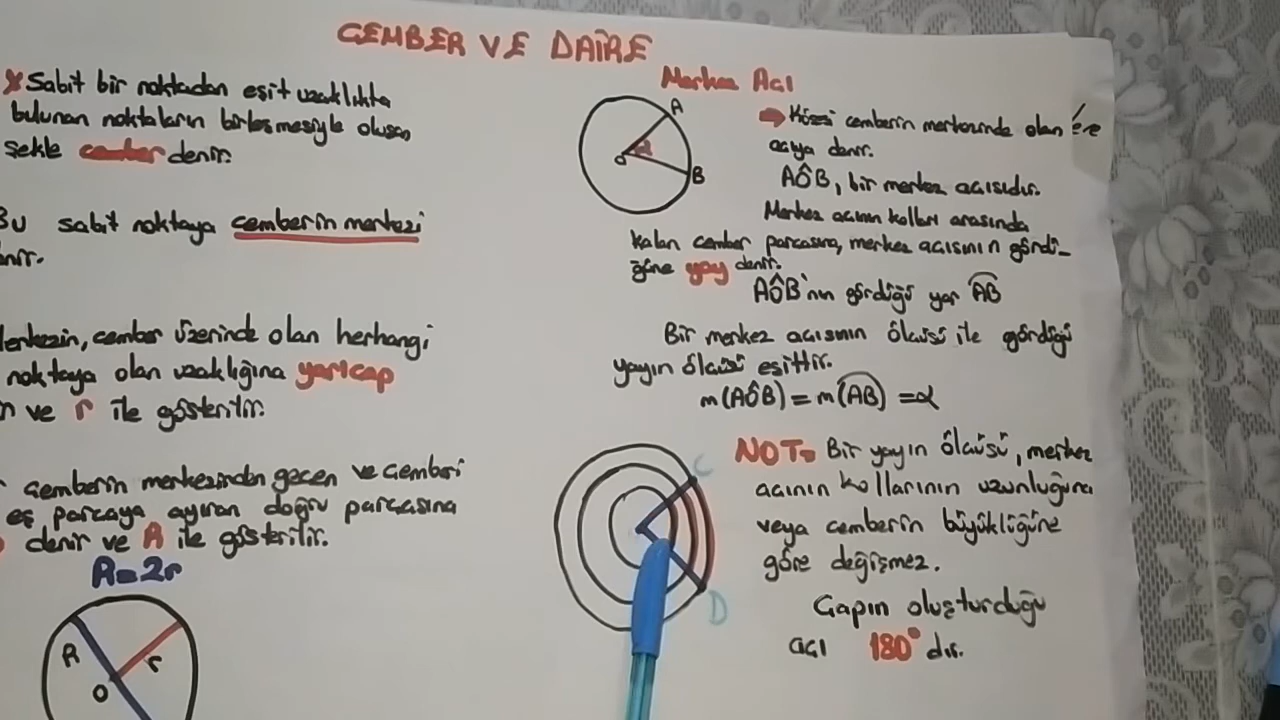 ÇEMBER VE DAİRE
* Sabit bir noktadan eşit uzaklıkta
bulunan noktaların birleşmesiyle oluşan
şekle çember denir.
Bu sabit noktaya çemberin merkezi
Merkezin, çember üzerinde olan herhangi
noktaya olan uzaklığına yarıçap
ve r ile gösterilir.
çemberin merkezinden geçen ve çemberi
eş parçaya ayıran doğru parçasına
denir ve R ile gösterilir.
R=2r
R
r
O
Merkez Açı
A
O
α
B
➡ Köşesi çemberin merkezinde olan
açıya denir.
AÔB, bir merkez açısıdır.
Merkez açının kolları arasında
kalan çember parçasına, merkez açısının gördü-
ğüne yay denir.
AÔB'nın gördüğü yay AB
Bir merkez açısının ölçüsü ile gördüğü
yayın ölçüsü eşittir.
m(AÔB) = m(AB) = α
C
D
NOT= Bir yayın ölçüsü, merkez
açının kollarının uzunluğuna
veya çemberin büyüklüğüne
göre değişmez.
Çapın oluşturduğu
açı 180° dir.